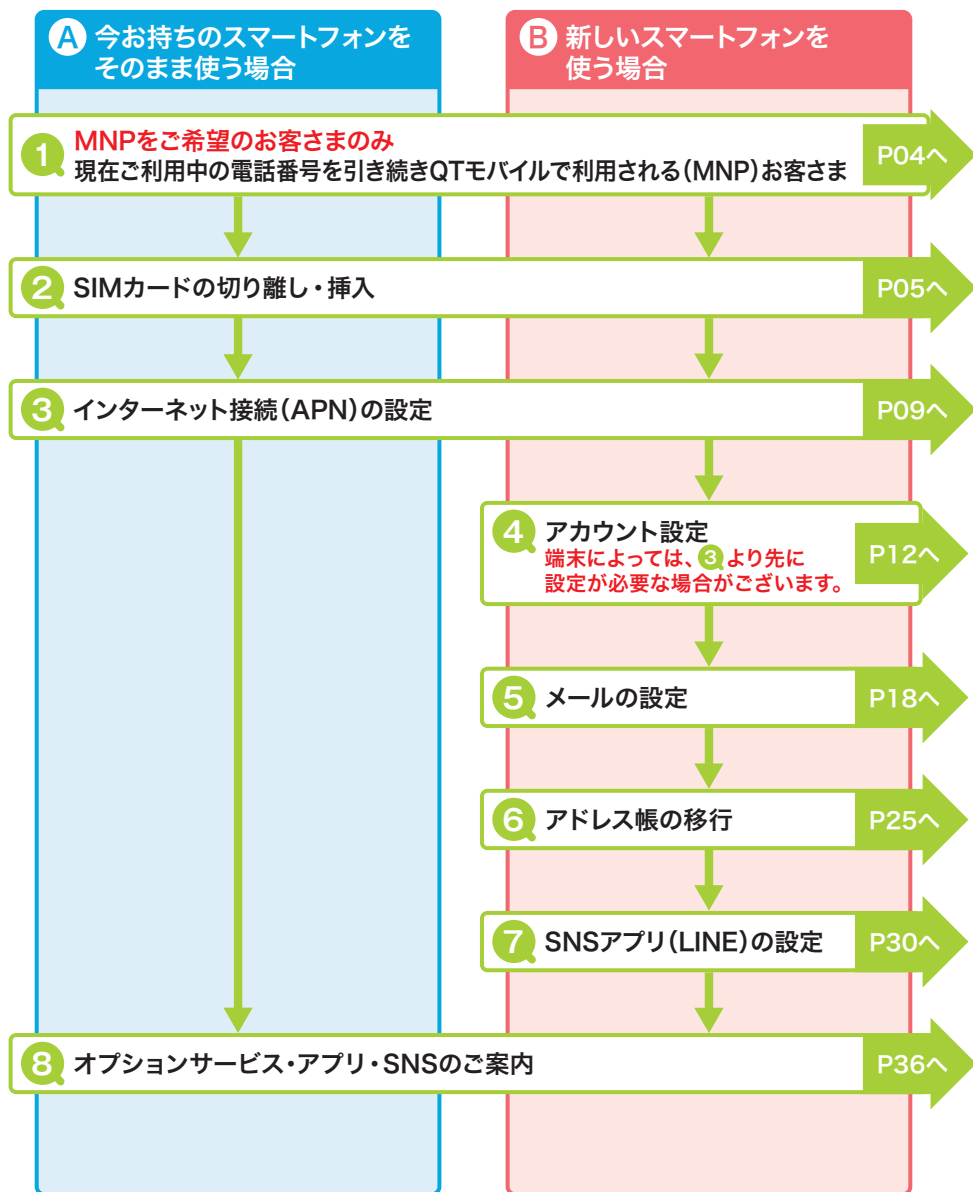 A 今お持ちのスマートフォンを
そのまま使う場合
B 新しいスマートフォンを
使う場合
1 MNPをご希望のお客さまのみ
現在ご利用中の電話番号を引き続きQTモバイルで利用される(MNP)お客さま
P04へ
2 SIMカードの切り離し・挿入
P05へ
3 インターネット接続(APN)の設定
P09へ
4 アカウント設定
端末によっては、3より先に
設定が必要な場合がございます。
P12へ
5 メールの設定
P18へ
6 アドレス帳の移行
P25へ
7 SNSアプリ(LINE)の設定
P30へ
8 オプションサービス・アプリ・SNSのご案内
P36へ